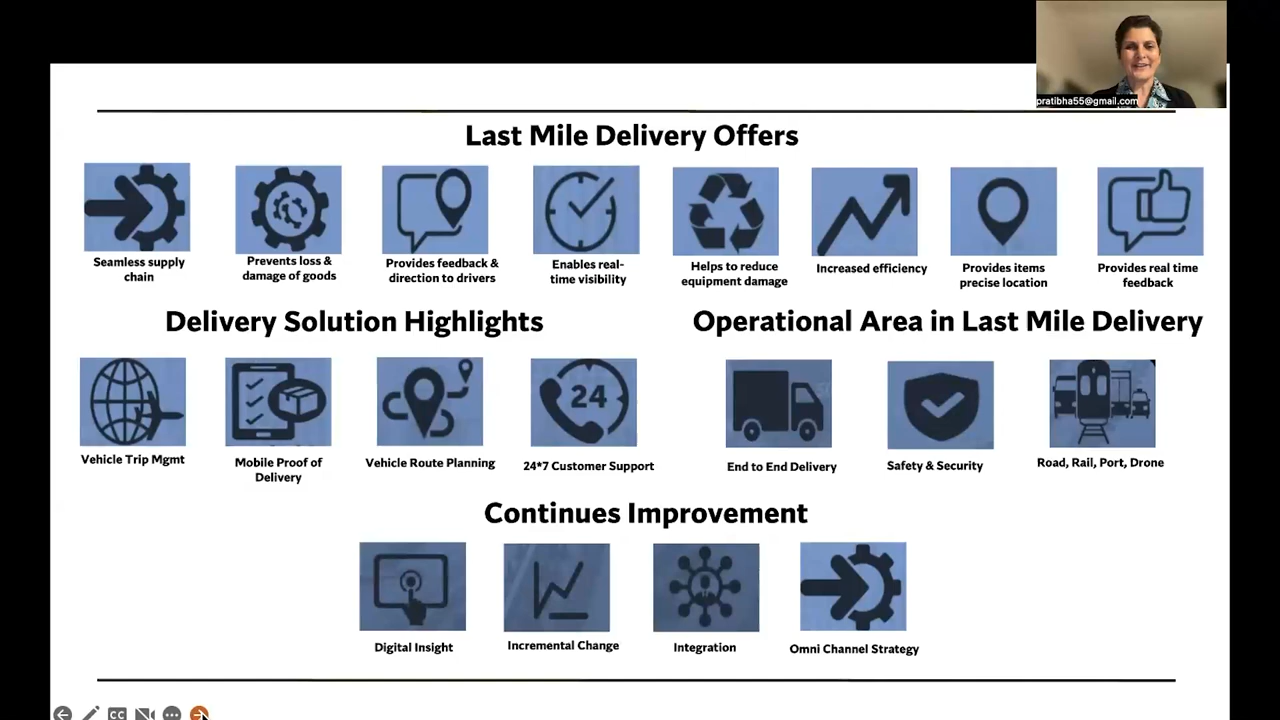 pratibha55@gmail.com
Last Mile Delivery Offers
Seamless supply
chain
Prevents loss &
damage of goods
Provides feedback &
direction to drivers
Enables real-
time visibility
Helps to reduce
equipment damage
Increased efficiency
Provides items
precise location
Provides real time
feedback
Delivery Solution Highlights
Vehicle Trip Mgmt
Mobile Proof of
Delivery
Vehicle Route Planning
24
24*7 Customer Support
Operational Area in Last Mile Delivery
End to End Delivery
Safety & Security
Road, Rail, Port, Drone
Continues Improvement
Digital Insight
Incremental Change
Integration
Omni Channel Strategy
CC